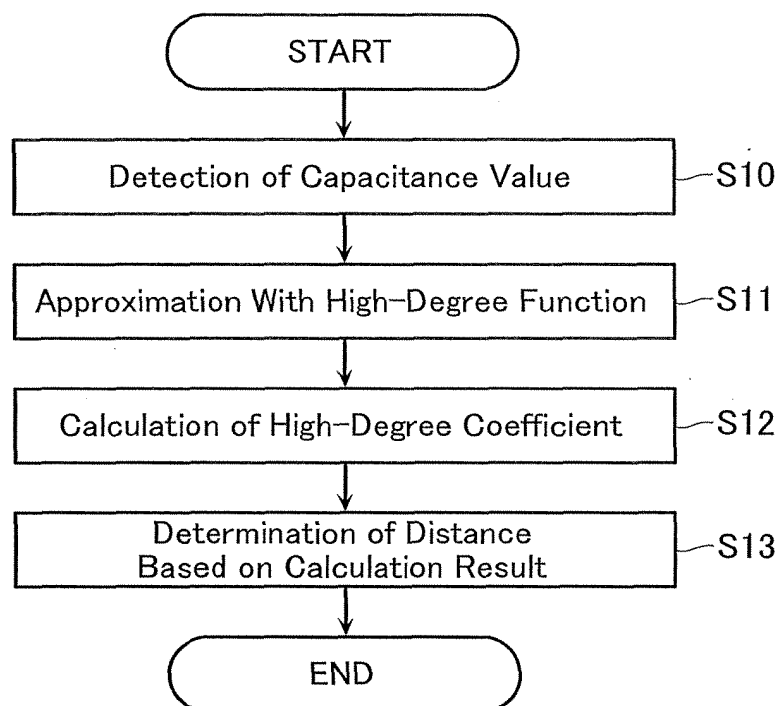 START
Detection of Capacitance Value
S10
Approximation With High-Degree Function
S11
Calculation of High-Degree Coefficient
S12
Determination of Distance
Based on Calculation Result
S13
END